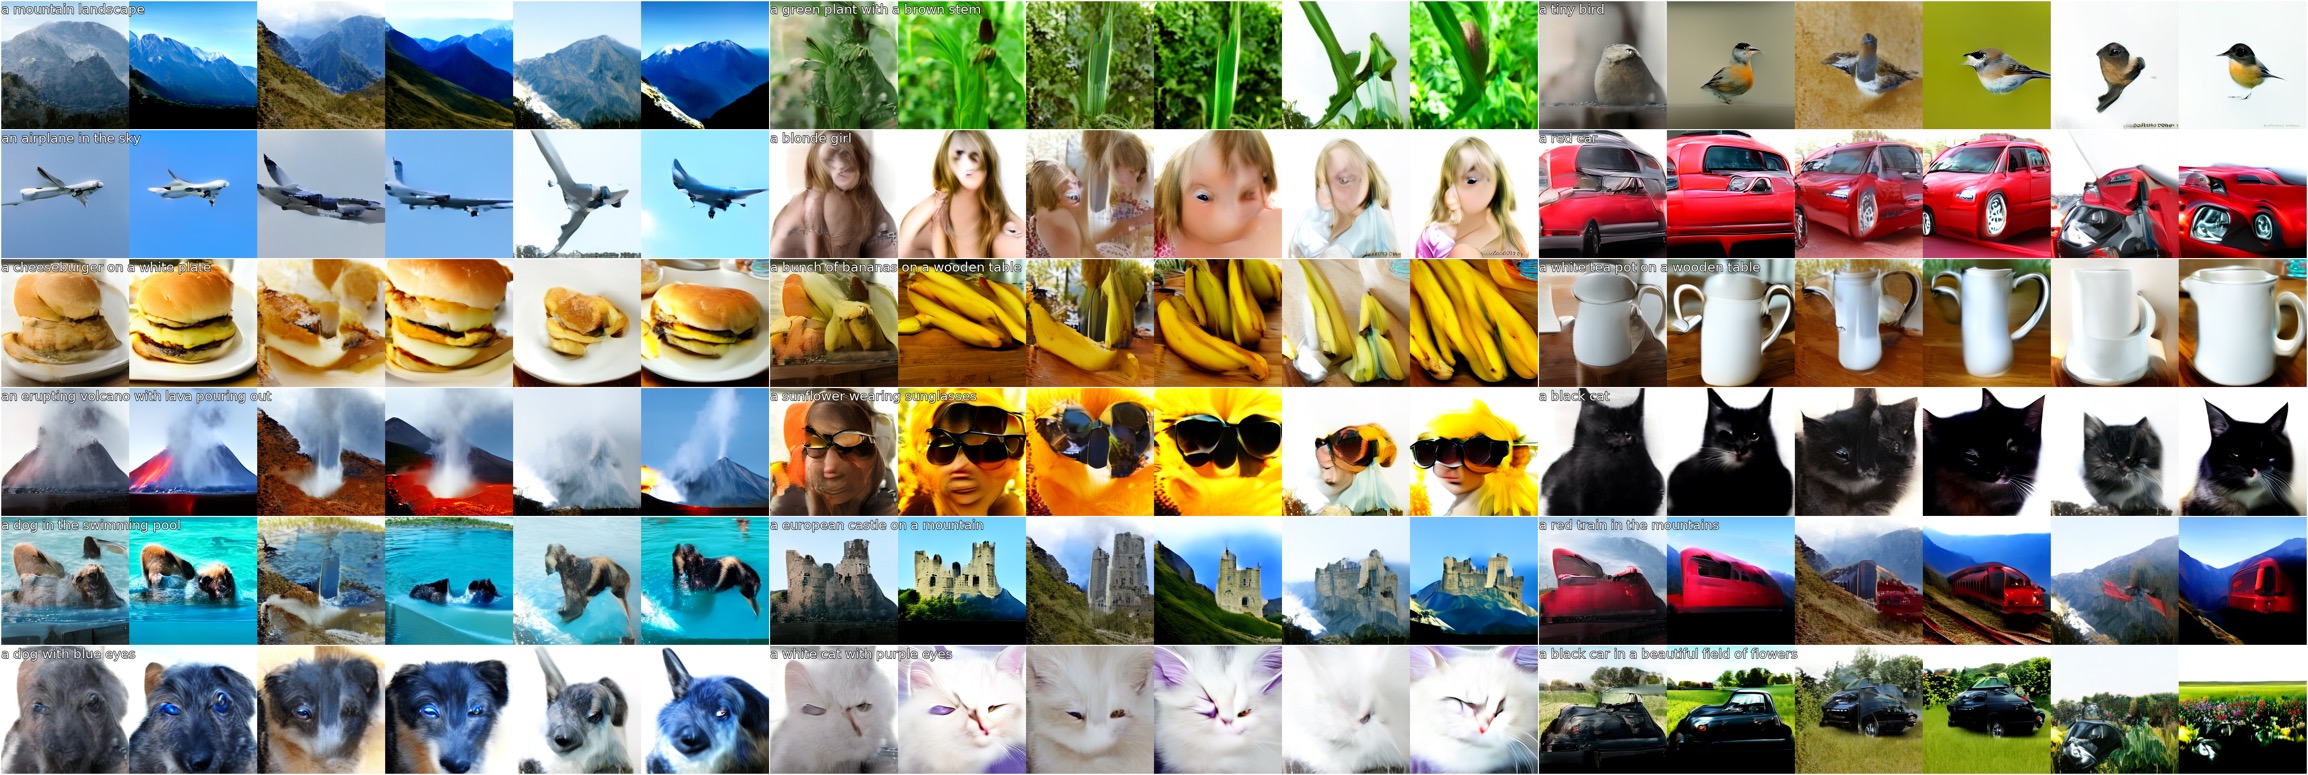 a mountain landscape
a green plant with a brown stem
a tiny bird
an airplane in the sky
a blonde girl
a red car
a cheeseburger on a white plate
a bunch of bananas on a wooden table
a white tea pot on a wooden table
an erupting volcano with lava pouring out
a sunflower wearing sunglasses
a black cat
a dog in the swimming pool
a european castle on a mountain
a red train in the mountains
a dog with blue eyes
a white cat with purple eyes
a black car in a beautiful field of flowers